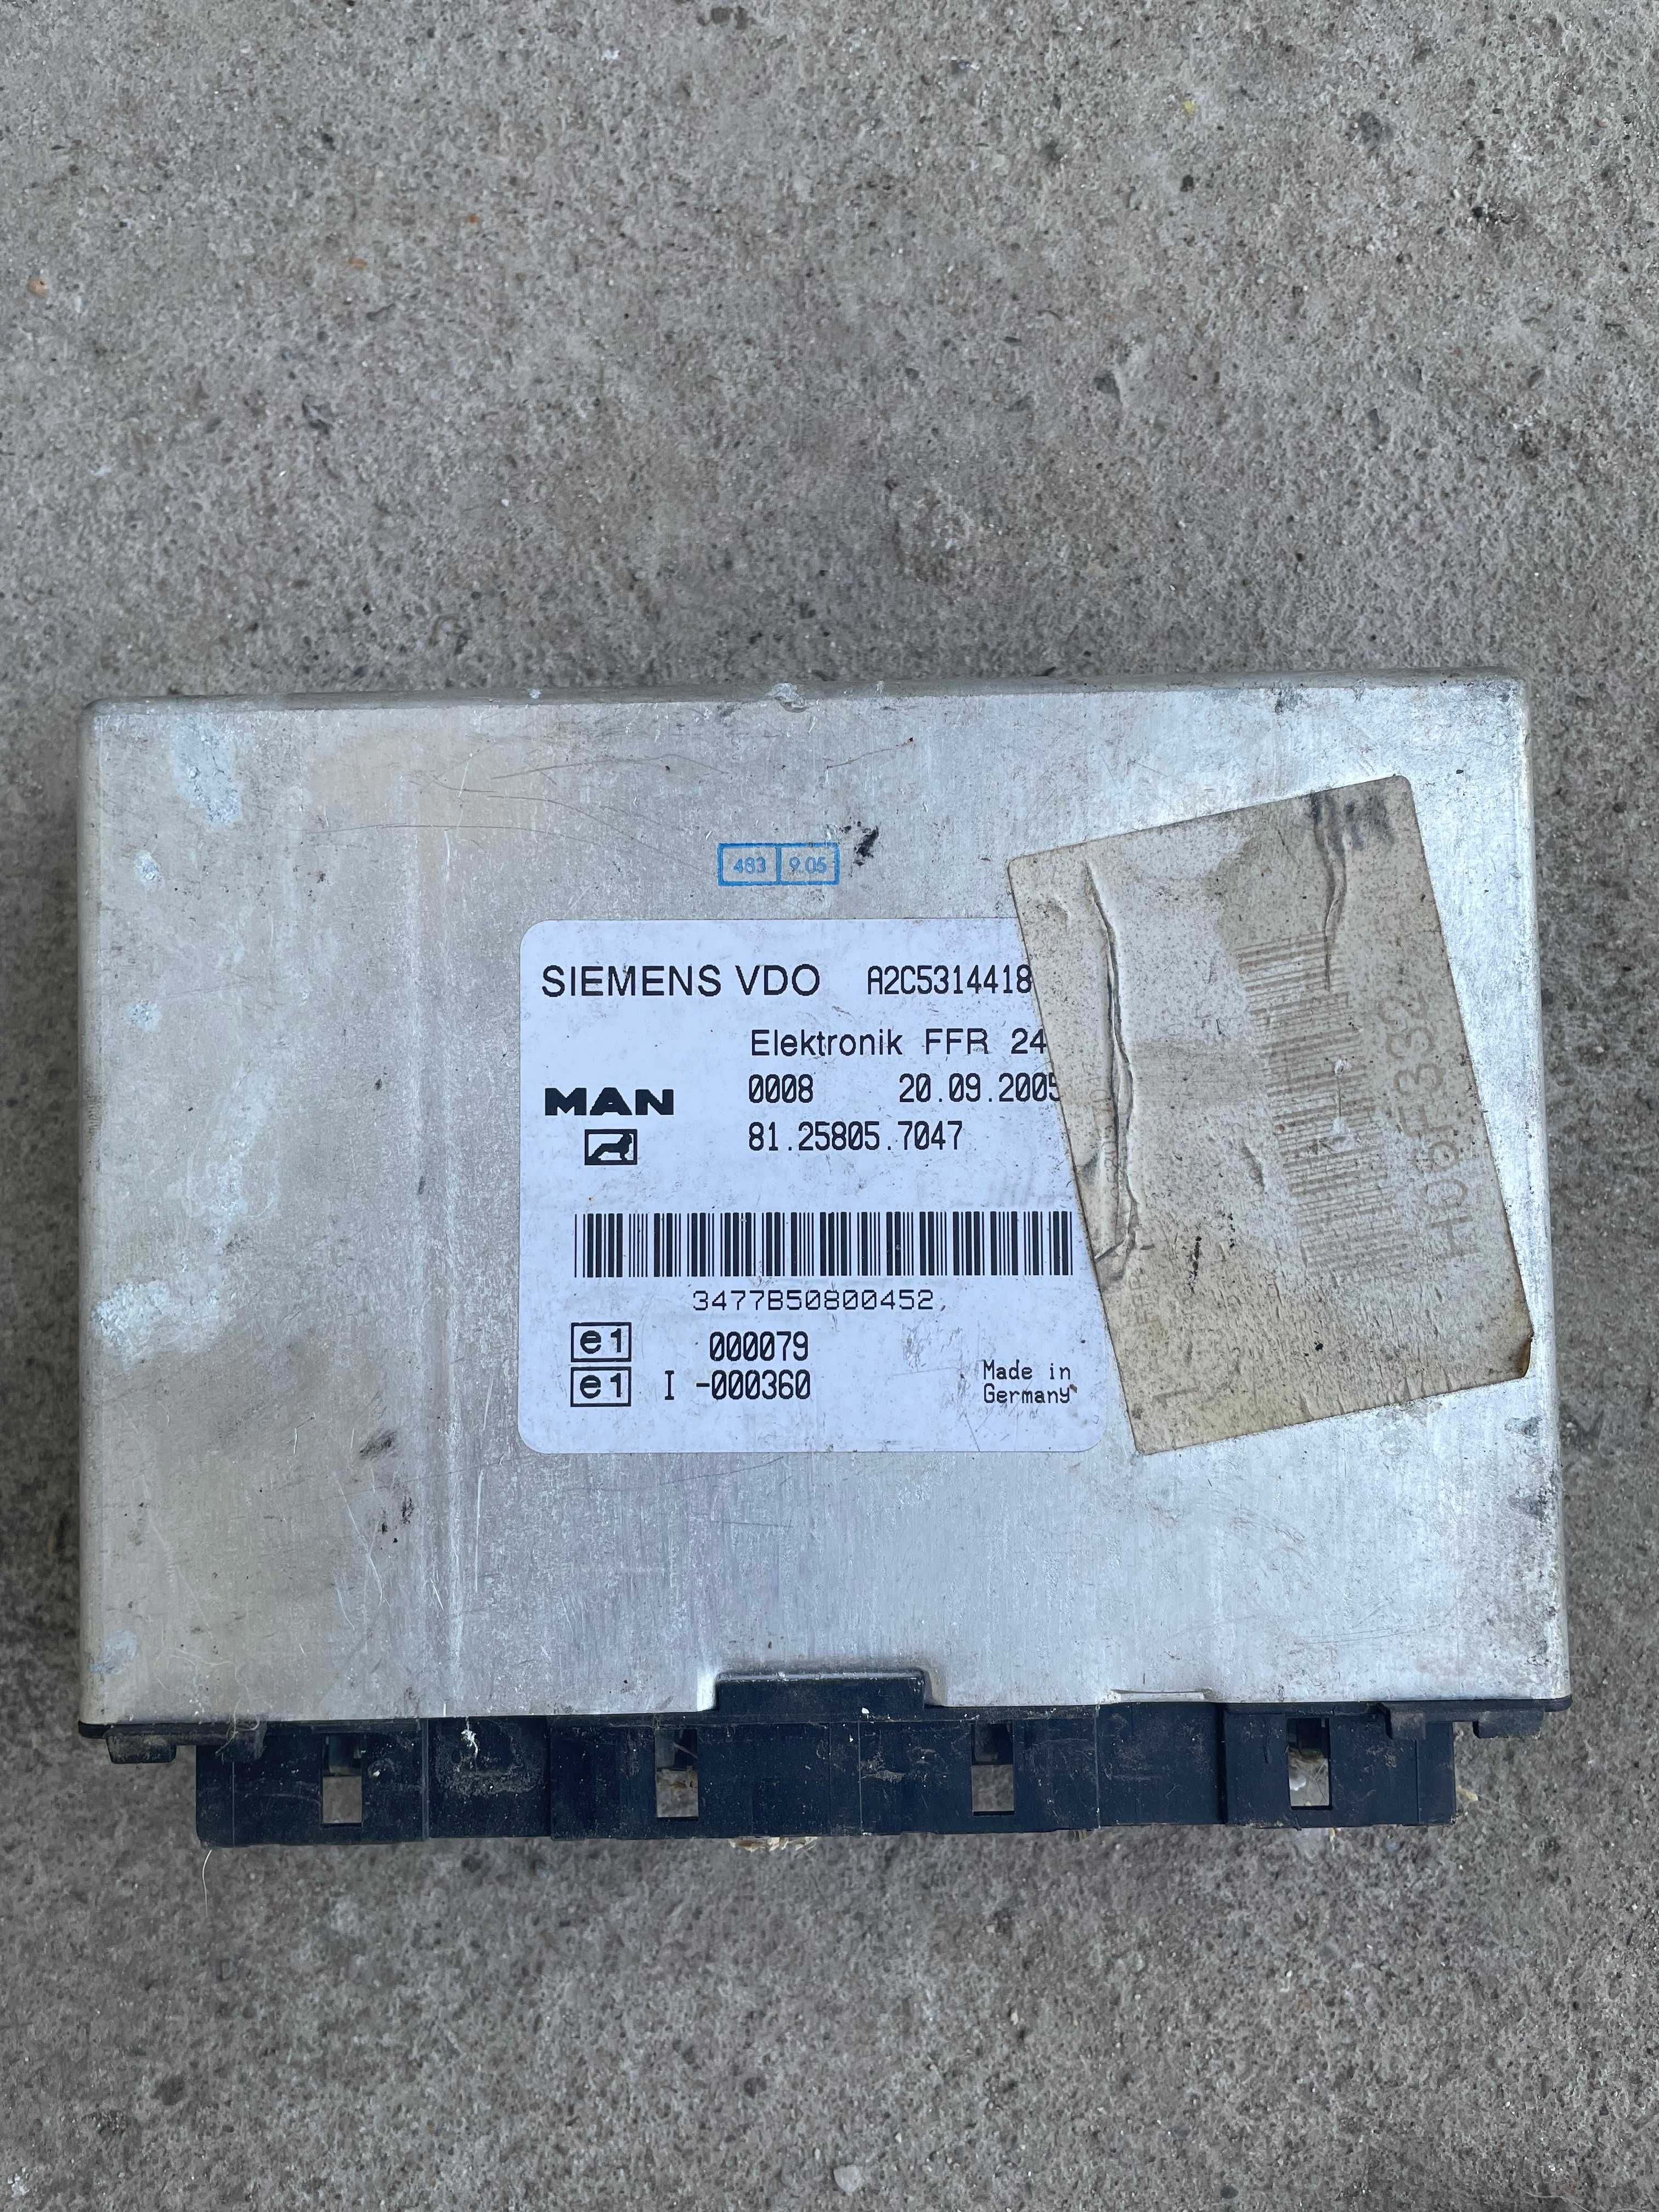 483 9.05
SIEMENS VDO A2C5314418
Elektronik FFR 24
0008 20.09.2005
MAN
81.25805.7047
3477B50800452
e1 000079
e1 I -000360
Made in
Germany
H06F332